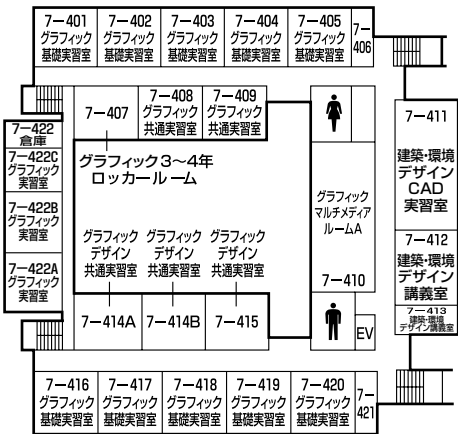 7-401
グラフィック
基礎実習室
7-402
グラフィック
基礎実習室
7-403
グラフィック
基礎実習室
7-404
グラフィック
基礎実習室
7-405
グラフィック
基礎実習室
7-
406
7-407
グラフィック3～4年
ロッカールーム
7-408
グラフィック
共通実習室
7-409
グラフィック
共通実習室
7-422
倉庫
7-422C
グラフィック
実習室
7-422B
グラフィック
実習室
7-422A
グラフィック
実習室
グラフィック
デザイン
共通実習室
7-414A
グラフィック
デザイン
共通実習室
7-414B
グラフィック
デザイン
共通実習室
7-415
グラフィック
マルチメディア
ルームA
7-410
EV
7-411
建築・環境
デザイン
CAD
実習室
7-412
建築・環境
デザイン
講義室
7-413
建築・環境
デザイン講義室
7-416
グラフィック
基礎実習室
7-417
グラフィック
基礎実習室
7-418
グラフィック
基礎実習室
7-419
グラフィック
基礎実習室
7-420
グラフィック
基礎実習室
7-
421